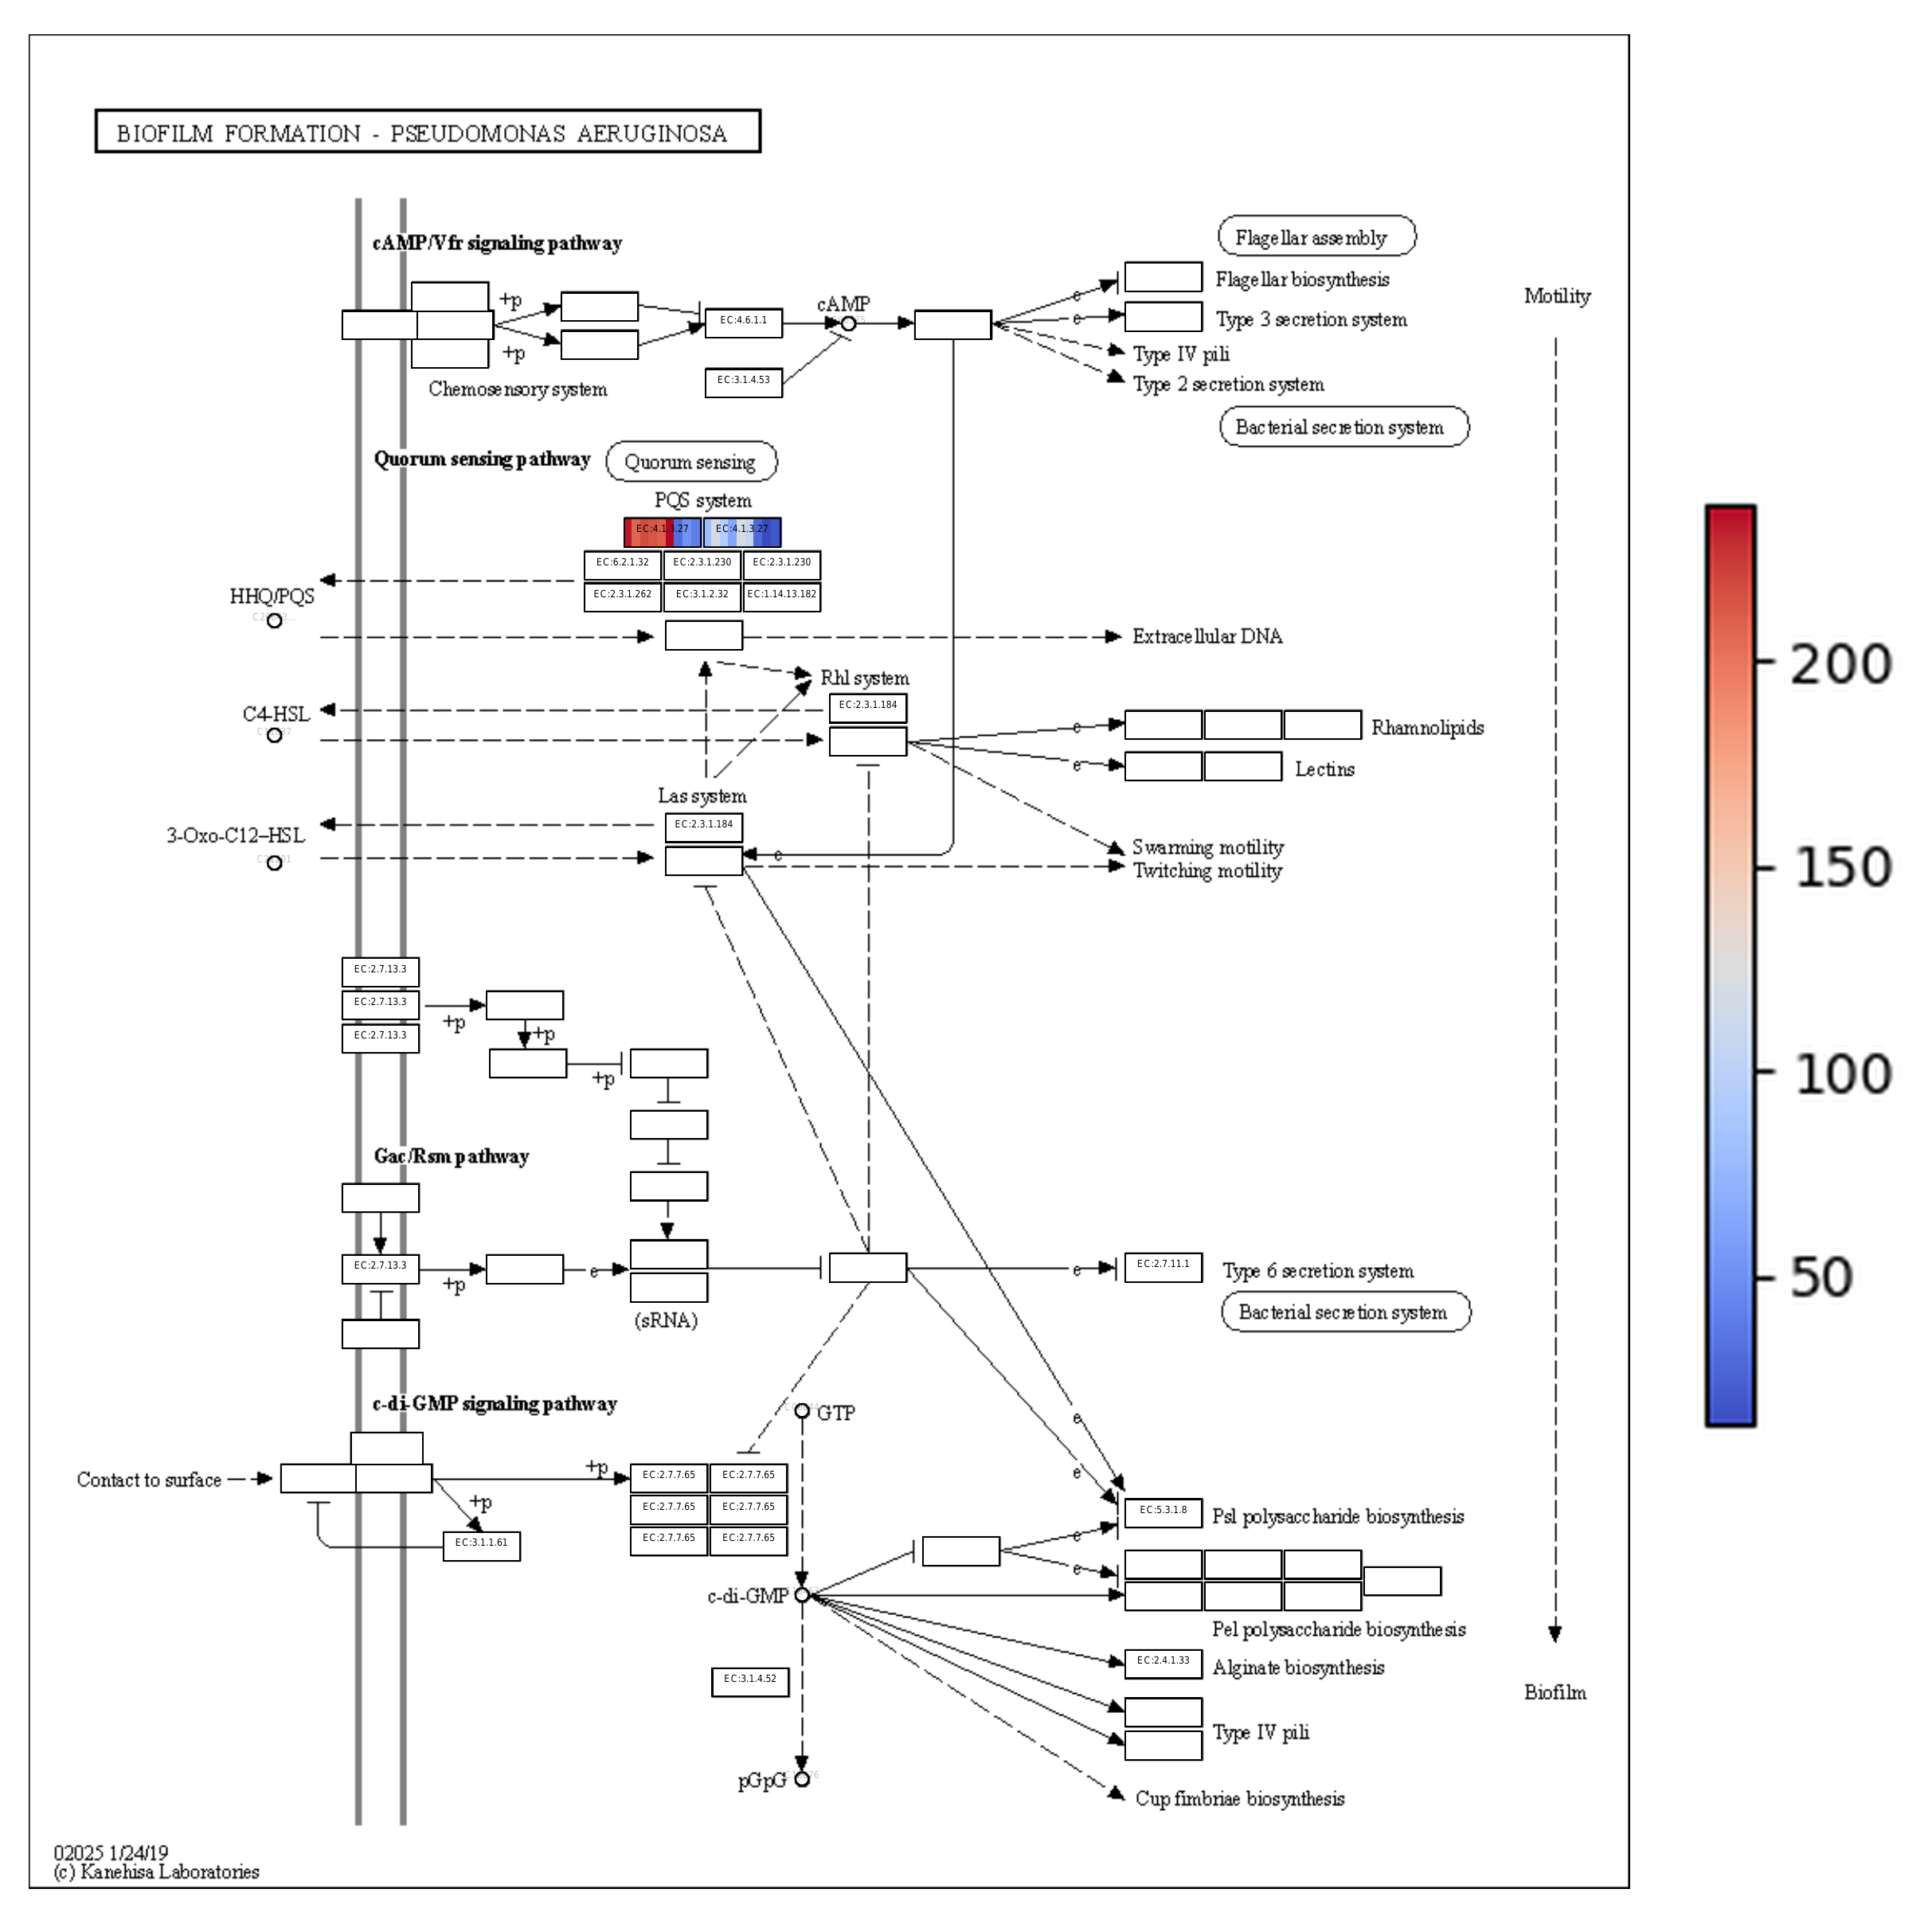 BIOFILM FORMATION - PSEUDOMONAS AERUGINOSA
cAMP/Vfr signaling pathway
Flagellar assembly
Flagellar biosynthesis
Motility
+p
cAMP
EC:4.6.1.1
e
e
Type 3 secretion system
+p
Type IV pili
EC:3.1.4.53
Type 2 secretion system
Chemosensory system
Bacterial secretion system
Quorum sensing pathway
Quorum sensing
PQS system
EC:4.1.3.27 EC:4.1.3.27
EC:6.2.1.32 EC:2.3.1.230 EC:2.3.1.230
HHQ/PQS
EC:2.3.1.262 EC:3.1.2.32 EC:1.14.13.182
Extracellular DNA
Rhl system
200
C4-HSL
EC:2.3.1.184
e
Rhamnolipids
e
Lectins
Las system
EC:2.3.1.184
3-Oxo-C12-HSL
e
Swarming motility
Twitching motility
150
EC:2.7.13.3
EC:2.7.13.3
+p
EC:2.7.13.3
+p
+p
100
Gac/Rsm pathway
EC:2.7.13.3
+p
e
e
EC:2.7.11.1
Type 6 secretion system
50
(sRNA)
Bacterial secretion system
c-di-GMP signaling pathway
GTP
e
Contact to surface
+p
EC:2.7.7.65 EC:2.7.7.65
e
+p
EC:2.7.7.65 EC:2.7.7.65
EC:5.3.1.8
Psl polysaccharide biosynthesis
EC:3.1.1.61
EC:2.7.7.65 EC:2.7.7.65
e
e
c-di-GMP
Pel polysaccharide biosynthesis
EC:2.4.1.33
Alginate biosynthesis
EC:3.1.4.52
Biofilm
Type IV pili
pGpG
Cup fimbriae biosynthesis
02025 1/24/19
(c) Kanehisa Laboratories